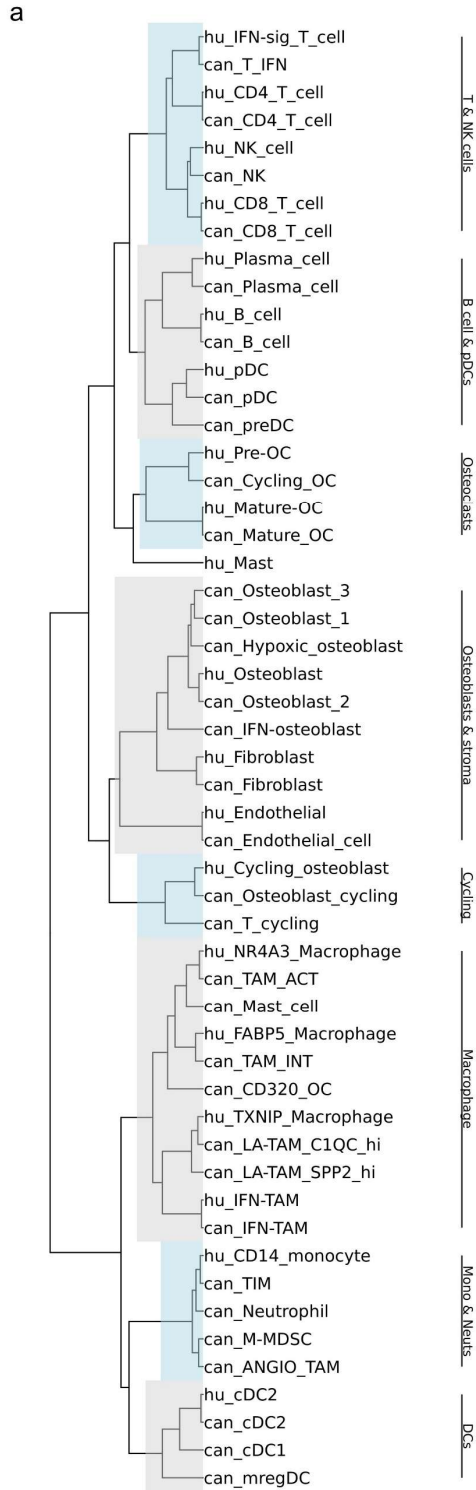 a
hu_IFN-sig_T_cell
can_T_IFN
hu_CD4_T_cell
can_CD4_T_cell
hu_NK_cell
can_NK
hu_CD8_T_cell
can_CD8_T_cell
T & NK cells
hu_Plasma_cell
can_Plasma_cell
hu_B_cell
can_B_cell
hu_pDC
can_pDC
can_preDC
B cell & pDCs
hu_Pre-OC
can_Cycling_OC
hu_Mature-OC
can_Mature_OC
Osteoclasts
hu_Mast
can_Osteoblast_3
can_Osteoblast_1
can_Hypoxic_osteoblast
hu_Osteoblast
can_Osteoblast_2
can_IFN-osteoblast
hu_Fibroblast
can_Fibroblast
hu_Endothelial
can_Endothelial_cell
Osteoblasts & stroma
hu_Cycling_osteoblast
can_Osteoblast_cycling
can_T_cycling
Cycling
hu_NR4A3_Macrophage
can_TAM_ACT
can_Mast_cell
hu_FABP5_Macrophage
can_TAM_INT
can_CD320_OC
hu_TXNIP_Macrophage
can_LA-TAM_C1QC_hi
can_LA-TAM_SPP2_hi
hu_IFN-TAM
can_IFN-TAM
Macrophage
hu_CD14_monocyte
can_TIM
can_Neutrophil
can_M-MDSC
can_ANGIO_TAM
Mono & Neuts
hu_cDC2
can_cDC2
can_cDC1
can_mregDC
DCs